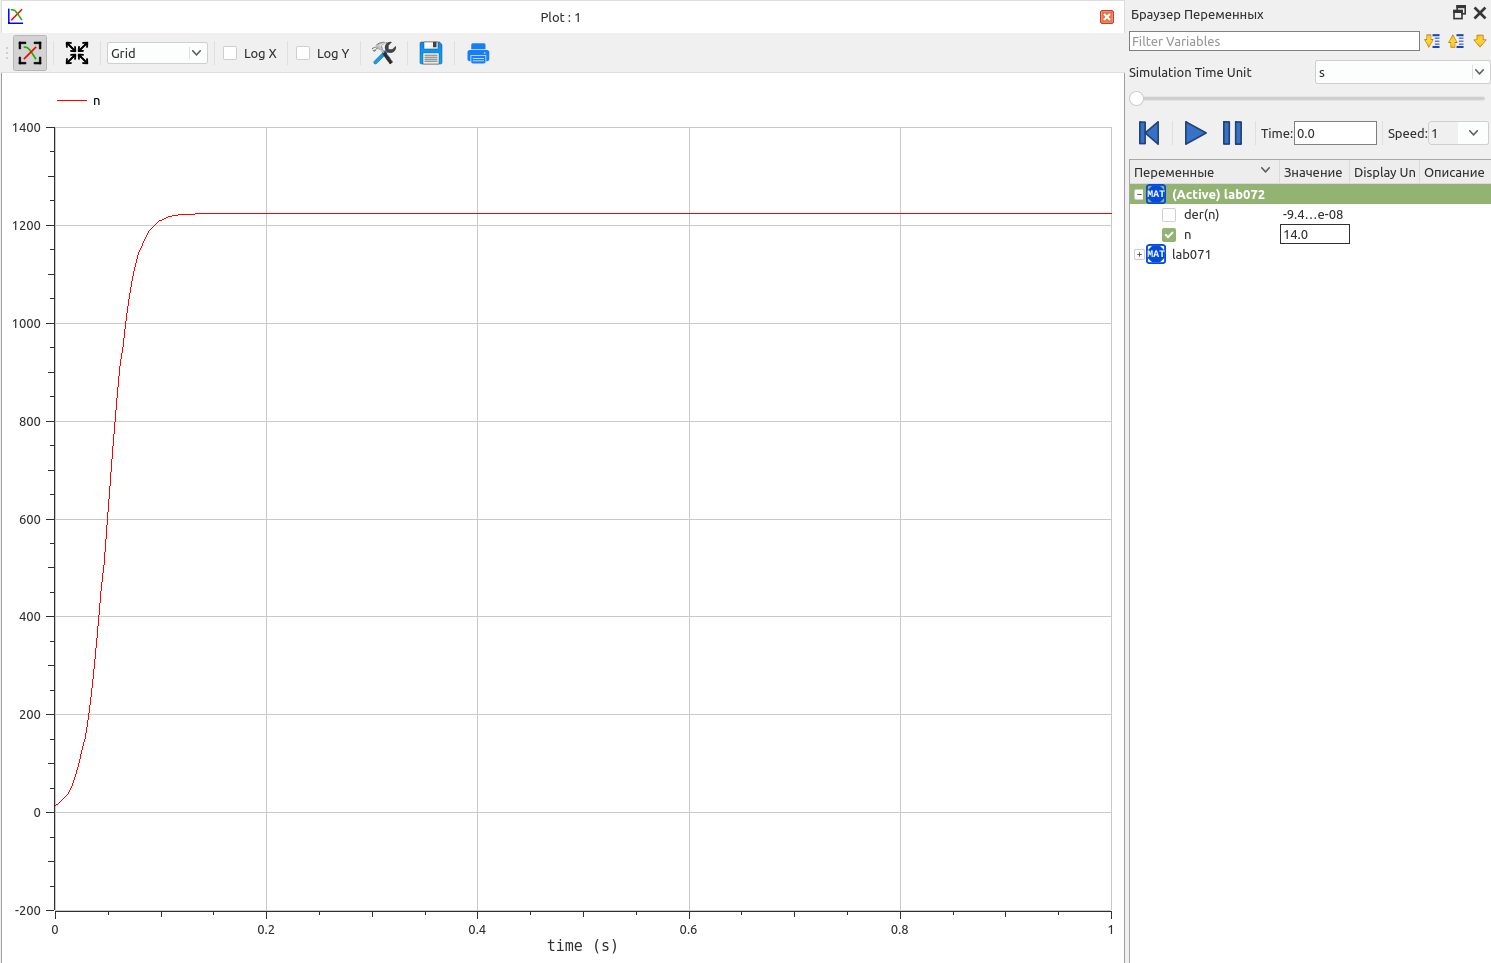 Plot : 1
Grid
Log X
Log Y
n
1400
1200
1000
800
600
400
200
0
-200
0
0.2
0.4
0.6
0.8
1
time (s)
Браузер Переменных
Filter Variables
Simulation Time Unit
s
Time: 0.0
Speed: 1
Переменные Значение Display Un Описание
MAT (Active) lab072
der(n) -9.4...e-08
n 14.0
MAT lab071